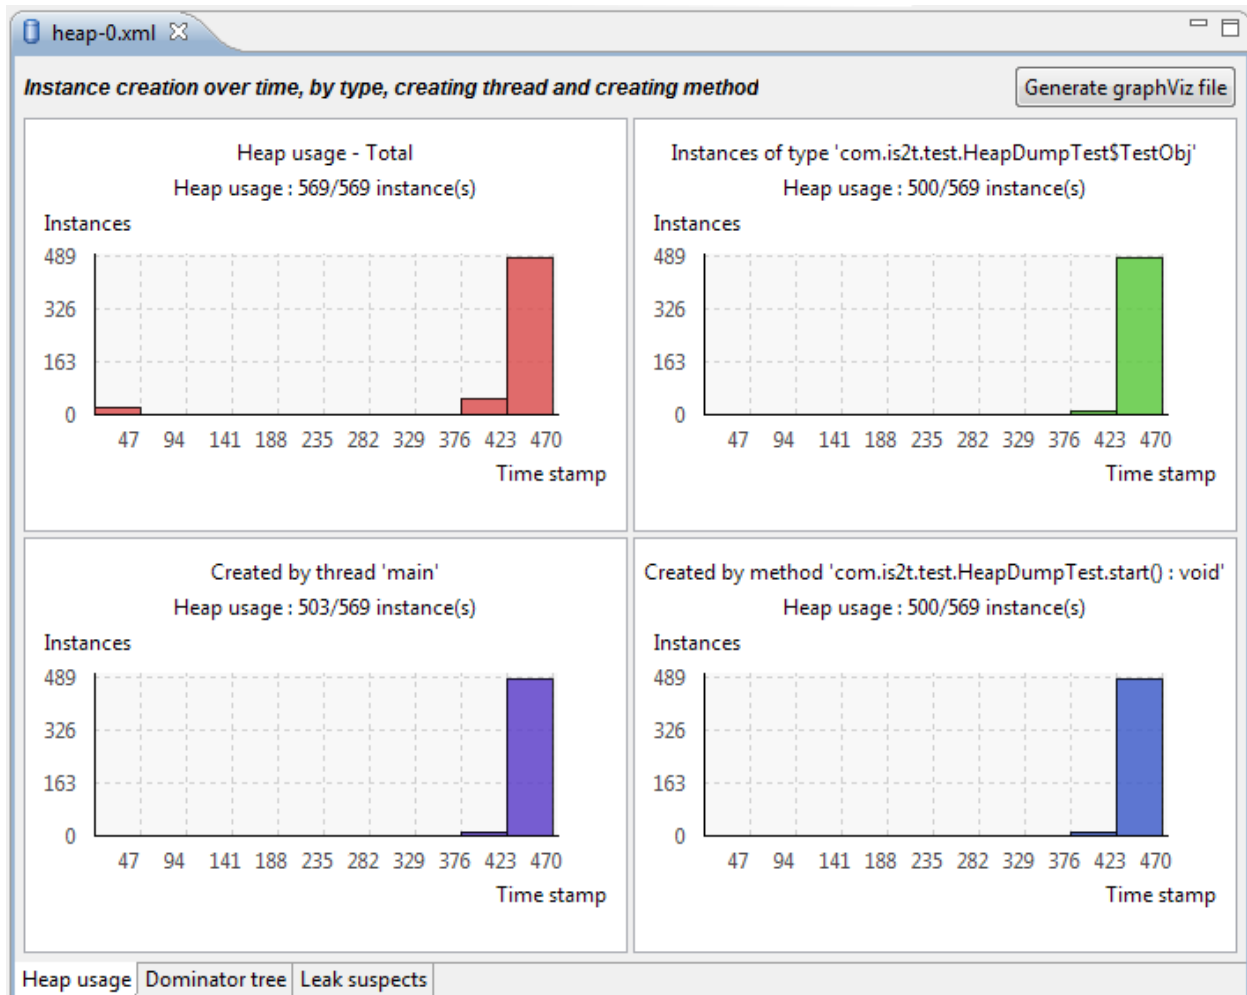 heap-0.xml
Instance creation over time, by type, creating thread and creating method
Generate graphViz file
Heap usage - Total
Heap usage : 569/569 instance(s)
Instances
489
326
163
0
47 94 141 188 235 282 329 376 423 470
Time stamp
Instances of type 'com.is2t.test.HeapDumpTest$TestObj'
Heap usage : 500/569 instance(s)
Instances
489
326
163
0
47 94 141 188 235 282 329 376 423 470
Time stamp
Created by thread 'main'
Heap usage : 503/569 instance(s)
Instances
489
326
163
0
47 94 141 188 235 282 329 376 423 470
Time stamp
Created by method 'com.is2t.test.HeapDumpTest.start() : void'
Heap usage : 500/569 instance(s)
Instances
489
326
163
0
47 94 141 188 235 282 329 376 423 470
Time stamp
Heap usage Dominator tree Leak suspects